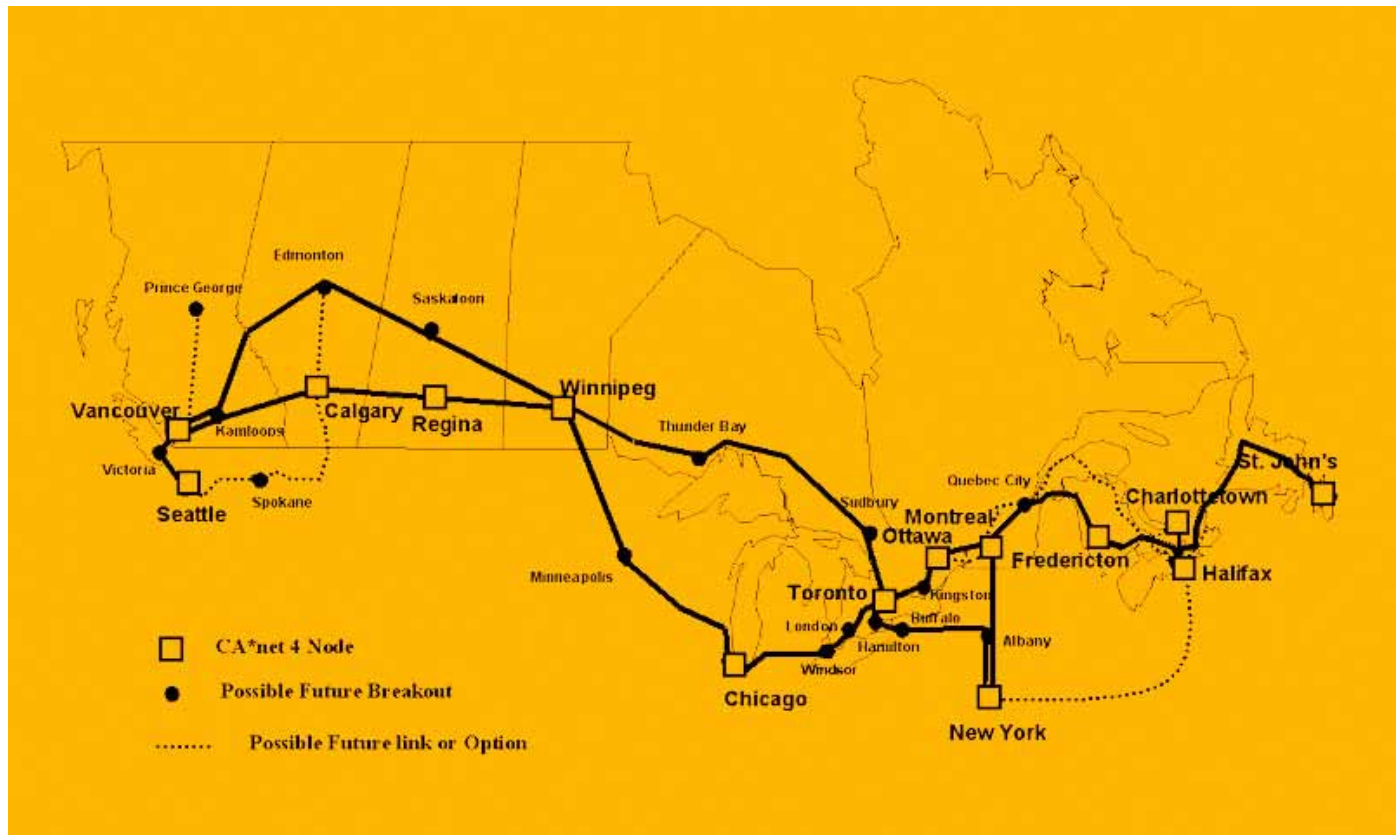 Edmonton
Prince George
Saskatoon
Winnipeg
Vancouver
Calgary
Regina
Kamloops
Thunder Bay
Victoria
Seattle
Spokane
Sudbury
Quebec City
St. John's
Charlottetown
Montreal
Ottawa
Fredericton
Halifax
Minneapolis
Toronto
Kingston
London
Buffalo
Hamilton
Albany
Windsor
Chicago
New York
CA*net 4 Node
Possible Future Breakout
Possible Future link or Option